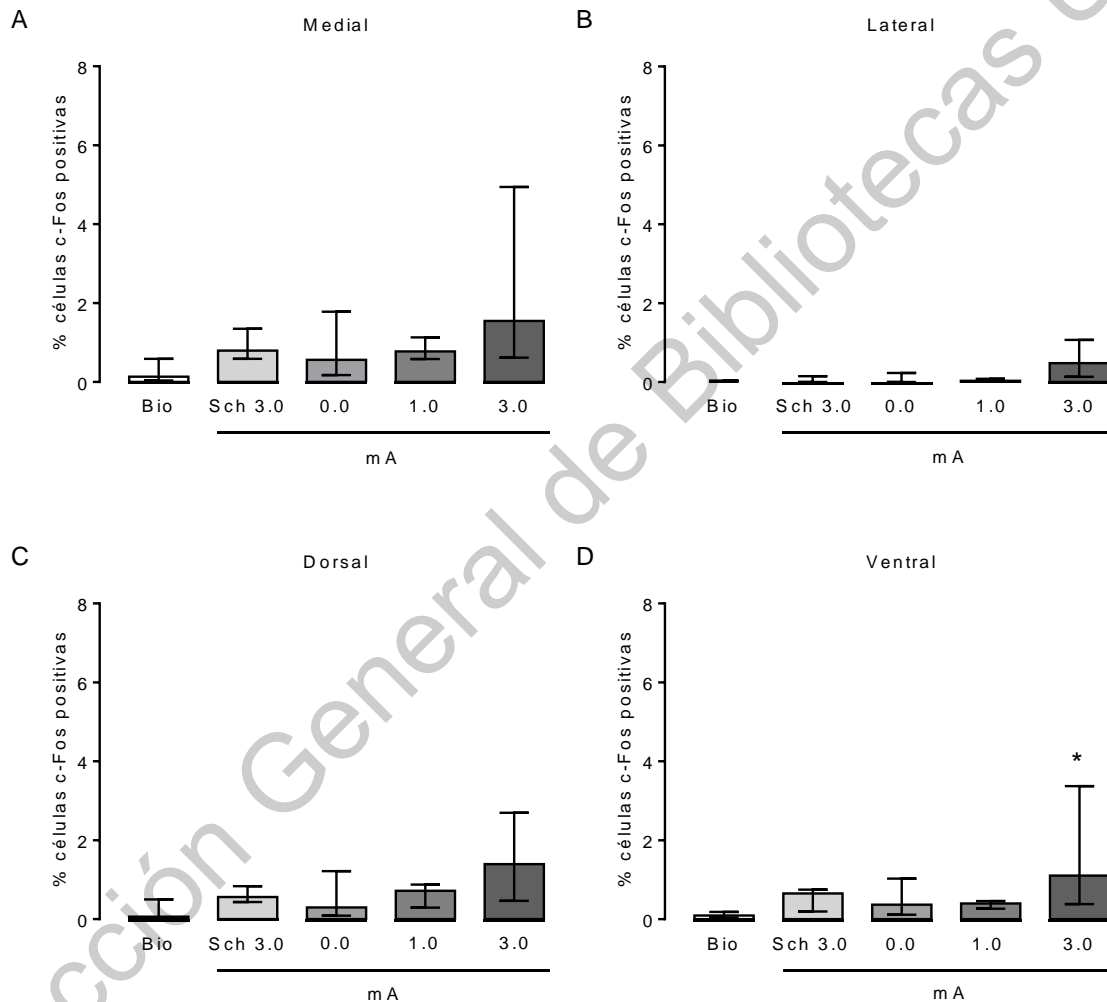 A
Medial
% células c-Fos positivas
8
6
4
2
0
Bio Sch 3.0 0.0 1.0 3.0
mA
B
Lateral
% células c-Fos positivas
8
6
4
2
0
Bio Sch 3.0 0.0 1.0 3.0
mA
C
Dorsal
% células c-Fos positivas
8
6
4
2
0
Bio Sch 3.0 0.0 1.0 3.0
mA
D
Ventral
% células c-Fos positivas
8
6
4
2
0
*
Bio Sch 3.0 0.0 1.0 3.0
mA
cción General de Bibliotecas